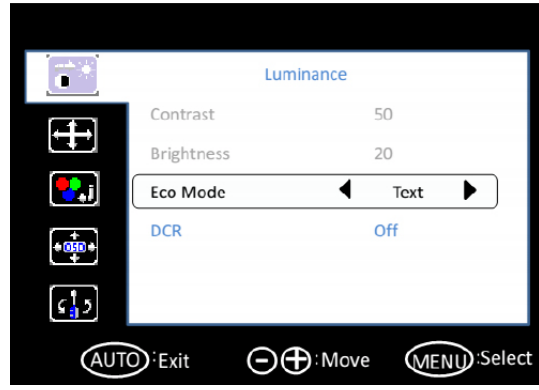 Luminance
Contrast 50
Brightness 20
Eco Mode Text
DCR Off
OSD
AUTO :Exit :Move MENU :Select